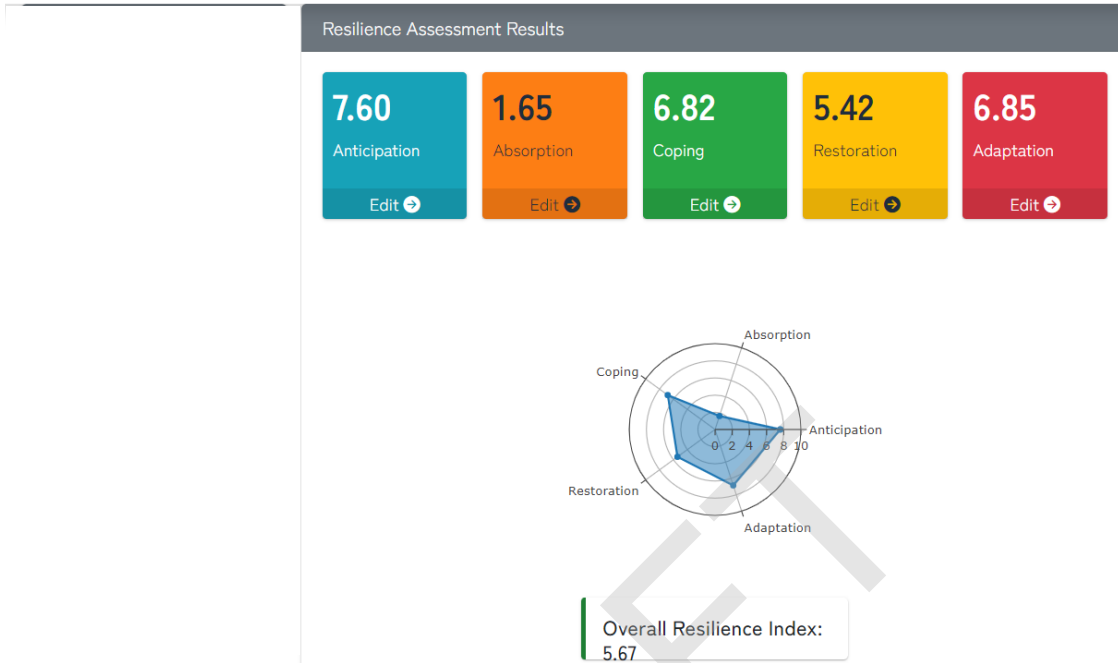 Resilience Assessment Results
7.60
Anticipation
Edit
1.65
Absorption
Edit
6.82
Coping
Edit
5.42
Restoration
Edit
6.85
Adaptation
Edit
Absorption
Coping
Anticipation
0 2 4 6 8 10
Restoration
Adaptation
Overall Resilience Index:
5.67